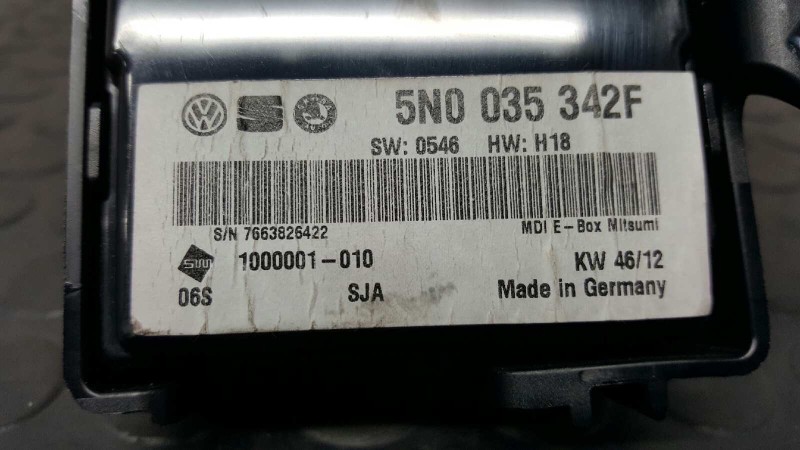 5N0 035 342F
SW: 0546 HW: H18
S/N 7663826422 MDI E-Box Mitsumi
1000001-010 KW 46/12
06S SJA Made in Germany